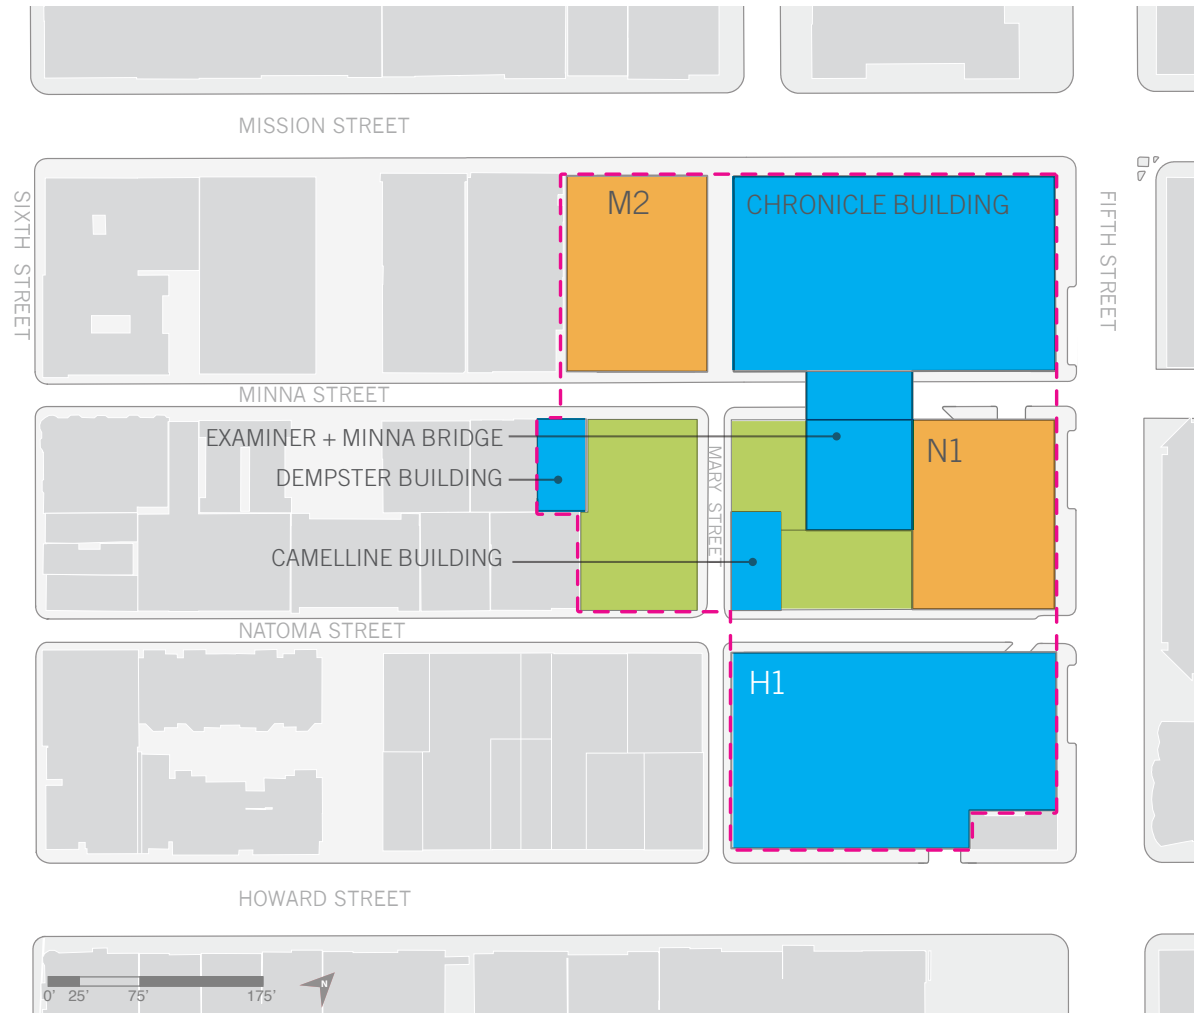 MISSION STREET
SIXTH STREET
M2
CHRONICLE BUILDING
FIFTH STREET
MINNA STREET
EXAMINER + MINNA BRIDGE
DEMPSTER BUILDING
MARY STREET
N1
CAMELLINE BUILDING
NATOMA STREET
H1
HOWARD STREET
0' 25' 75' 175'
N